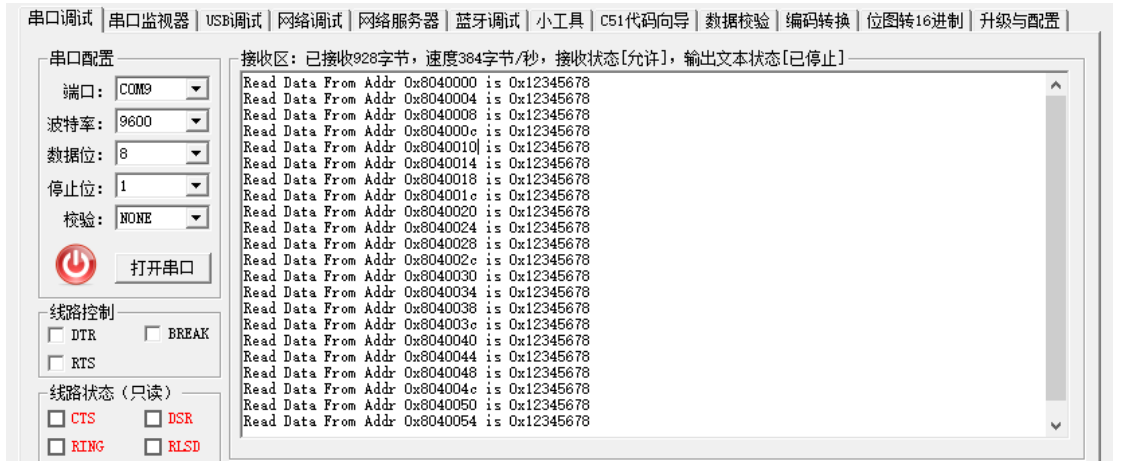 串口调试 串口监视器 USB调试 网络调试 网络服务器 蓝牙调试 小工具 C51代码向导 数据校验 编码转换 位图转16进制 升级与配置
串口配置
端口: COM9
波特率: 9600
数据位: 8
停止位: 1
校验: NONE
打开串口
线路控制
DTR BREAK
RTS
线路状态(只读)
CTS DSR
RING RLSD
接收区: 已接收928字节, 速度384字节/秒, 接收状态[允许], 输出文本状态[已停止]
Read Data From Addr 0x8040000 is 0x12345678
Read Data From Addr 0x8040004 is 0x12345678
Read Data From Addr 0x8040008 is 0x12345678
Read Data From Addr 0x804000c is 0x12345678
Read Data From Addr 0x8040010 is 0x12345678
Read Data From Addr 0x8040014 is 0x12345678
Read Data From Addr 0x8040018 is 0x12345678
Read Data From Addr 0x804001c is 0x12345678
Read Data From Addr 0x8040020 is 0x12345678
Read Data From Addr 0x8040024 is 0x12345678
Read Data From Addr 0x8040028 is 0x12345678
Read Data From Addr 0x804002c is 0x12345678
Read Data From Addr 0x8040030 is 0x12345678
Read Data From Addr 0x8040034 is 0x12345678
Read Data From Addr 0x8040038 is 0x12345678
Read Data From Addr 0x804003c is 0x12345678
Read Data From Addr 0x8040040 is 0x12345678
Read Data From Addr 0x8040044 is 0x12345678
Read Data From Addr 0x8040048 is 0x12345678
Read Data From Addr 0x804004c is 0x12345678
Read Data From Addr 0x8040050 is 0x12345678
Read Data From Addr 0x8040054 is 0x12345678